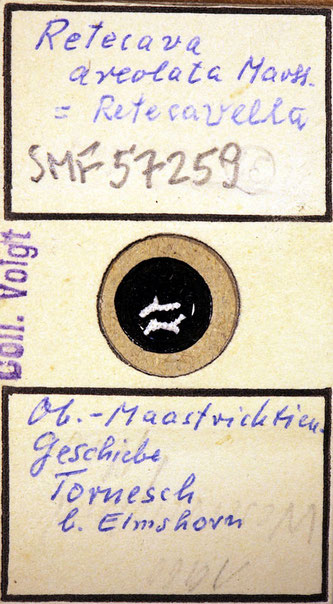 Retecava
areolata Marss.
= Retecavella
SMF 57259
Coll. Voigt
Ob.-Maastrichtien-
Geschiebe
Tornesch
b. Elmshorn